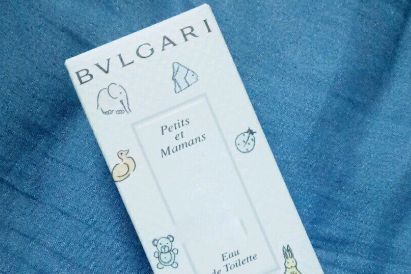 BVLGARI
Petits
et
Mamans
Eau
de Toilette